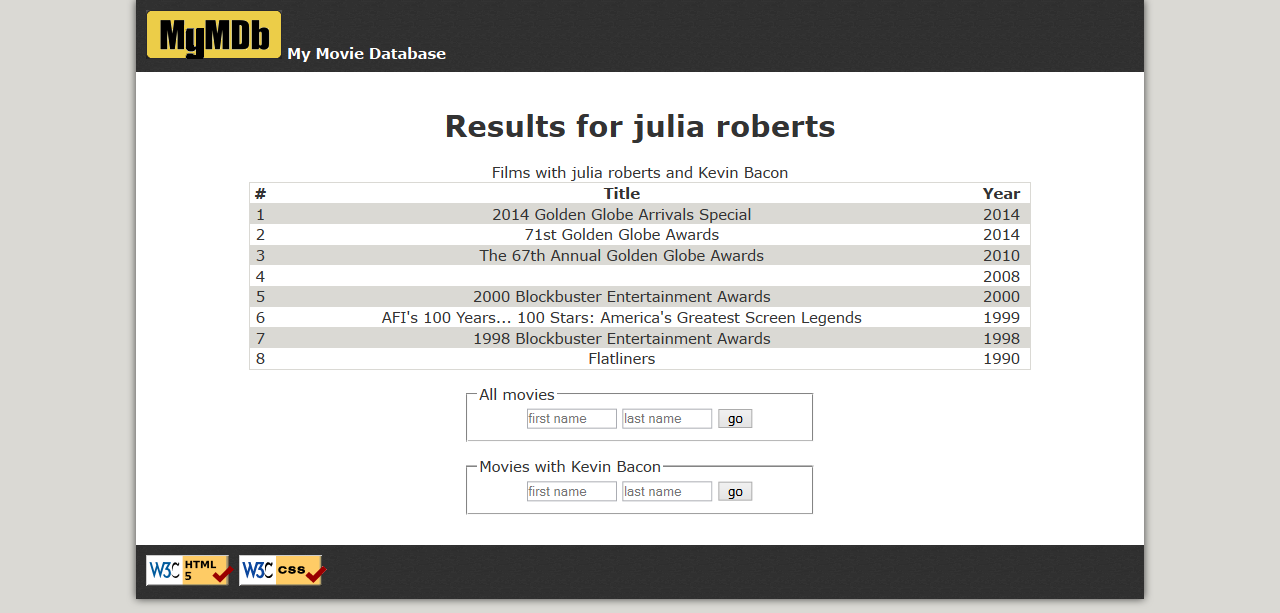 MyMDb My Movie Database
Results for julia roberts
Films with julia roberts and Kevin Bacon
# Title Year
1 2014 Golden Globe Arrivals Special 2014
2 71st Golden Globe Awards 2014
3 The 67th Annual Golden Globe Awards 2010
4 2008
5 2000 Blockbuster Entertainment Awards 2000
6 AFI's 100 Years... 100 Stars: America's Greatest Screen Legends 1999
7 1998 Blockbuster Entertainment Awards 1998
8 Flatliners 1990
All movies
first name last name go
Movies with Kevin Bacon
first name last name go
W3C HTML 5 W3C css